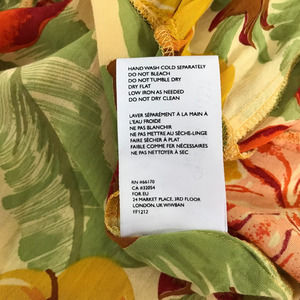 HAND WASH COLD SEPARATELY
DO NOT BLEACH
DO NOT TUMBLE DRY
DRY FLAT
LOW IRON AS NEEDED
DO NOT DRY CLEAN
LAVER SÉPARÉMENT À LA MAIN À
L'EAU FROIDE
NE PAS BLANCHIR
NE PAS METTRE AU SÈCHE-LINGE
FAIRE SÉCHER À PLAT
FAIBLE COMME FER NÉCESSAIRES
NE PAS NETTOYER À SEC
RN #66170
CA #32054
FOR EU
24 MARKET PLACE, 3RD FLOOR
LONDON, UK W1W8AN
FF1212